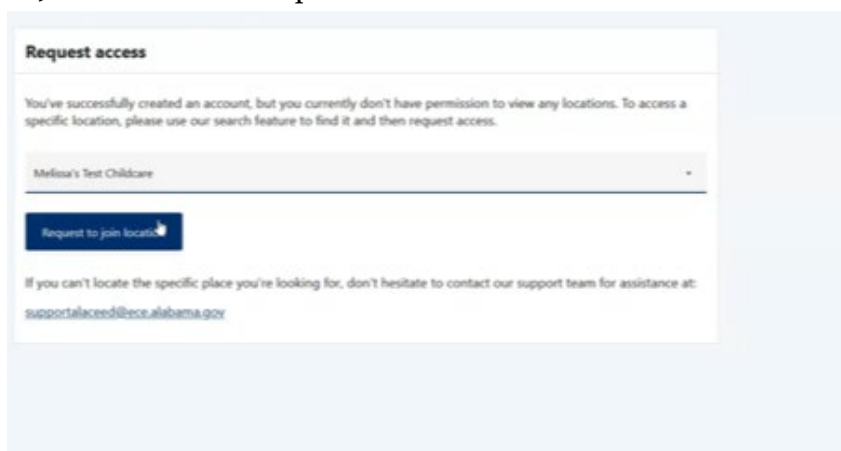 Request access
You've successfully created an account, but you currently don't have permission to view any locations. To access a
specific location, please use our search feature to find it and then request access.
Melissa's Test Childcare
Request to join location
If you can't locate the specific place you're looking for, don't hesitate to contact our support team for assistance at:
supportalaceed@ece.alabama.gov